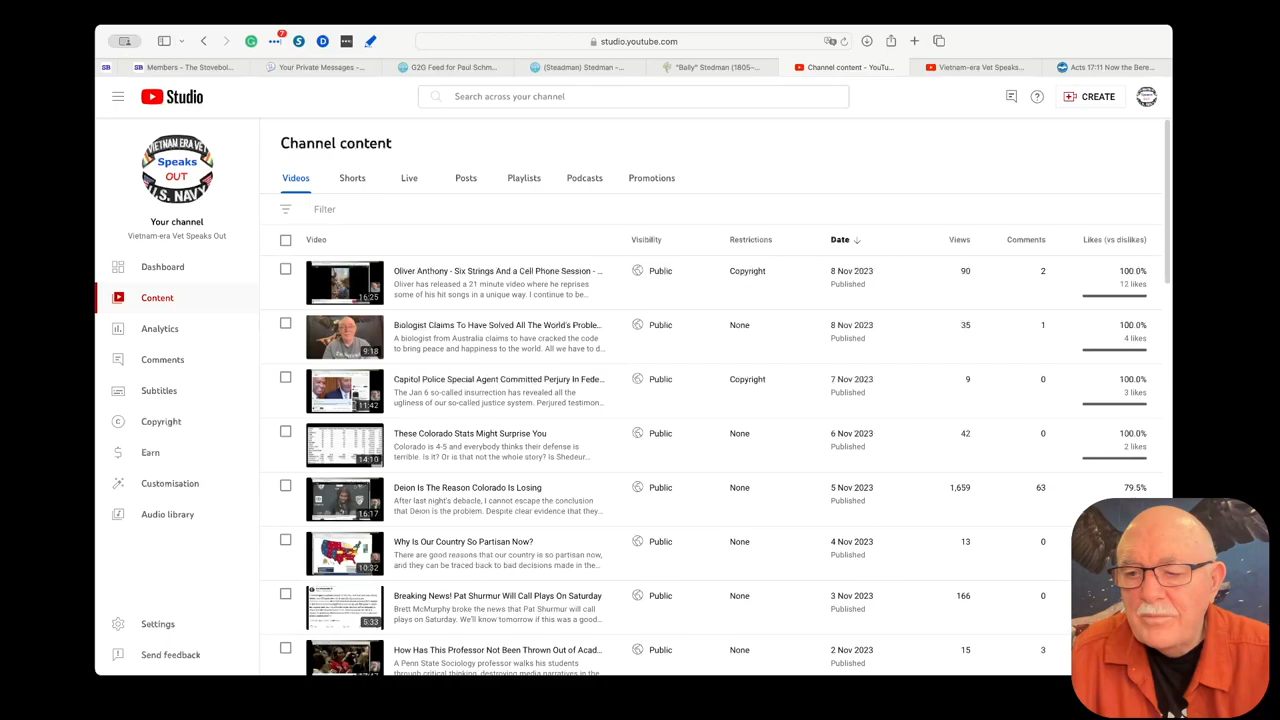 7
studio.youtube.com
SB
SB Members - The Stovebol...
Your Private Messages -...
G2G Feed for Paul Schm...
(Steadman) Stedman -...
"Bally" Stedman (1805–...
Channel content - YouTu...
Vietnam-era Vet Speaks...
Acts 17:11 Now the Bere...
Studio
Search across your channel
CREATE
VIETNAM ERA VET
Speaks
OUT
U.S. NAVY
Your channel
Vietnam-era Vet Speaks Out
Dashboard
Content
Analytics
Comments
Subtitles
Copyright
Earn
Customisation
Audio library
Settings
Send feedback
Channel content
Videos Shorts Live Posts Playlists Podcasts Promotions
Filter
Video Visibility Restrictions Date Views Comments Likes (vs dislikes)
Oliver Anthony - Six Strings And a Cell Phone Session - ... Public Copyright 8 Nov 2023 90 2 100.0%
Oliver has released a 21 minute video where he reprises Published 12 likes
some of his hit songs in a unique way. I continue to be...
16:25
Biologist Claims To Have Solved All The World's Proble... Public None 8 Nov 2023 35 1 100.0%
A biologist from Australia claims to have cracked the code Published 4 likes
to bring peace and happiness to the world. All we have to d...
9:18
Capitol Police Special Agent Committed Perjury In Fede... Public Copyright 7 Nov 2023 9 0 100.0%
The Jan 6 so-called insurrection has revealed all the Published 3 likes
ugliness of our so-called justice system. Perjured testimon...
11:42
These Colorado Stats Might Surprise You Public None 6 Nov 2023 42 0 100.0%
Colorado is 4-5 and everybody thinks their defense is Published 2 likes
terrible. Is it? Or is that not the whole story? Is Shedeur...
14:10
Deion Is The Reason Colorado Is Losing Public None 5 Nov 2023 1,659 63 79.5%
After last night's debacle, I cannot escape the conclusion Published
that Deion is the problem. Despite clear evidence that they...
16:17
Why Is Our Country So Partisan Now? Public None 4 Nov 2023 13 0
There are good reasons that our country is so partisan now, Published
and they can be traced back to bad decisions made in the...
10:32
Breaking News! Pat Shurmur Will Call Plays On Saturday Public None 3 Nov 2023 166 0
Brett McMurphy broke the news that Pat Shurmur will call Published
plays on Saturday. We'll know tomorrow if this was a good...
5:33
How Has This Professor Not Been Thrown Out of Acad... Public None 2 Nov 2023 15 3
A Penn State Sociology professor walks his students Published
through critical thinking, destroying media narratives in the